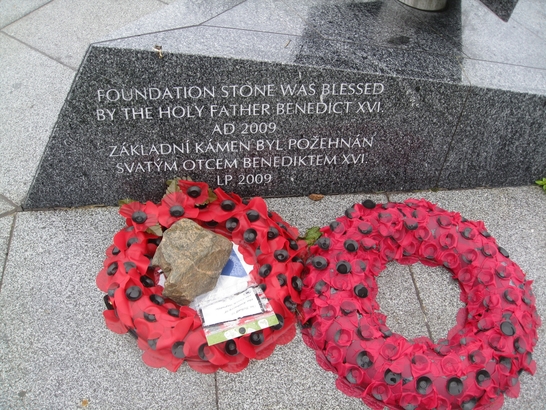 FOUNDATION STONE WAS BLESSED
BY THE HOLY FATHER BENEDICT XVI.
AD 2009
ZÁKLADNÍ KÁMEN BYL POŽEHNÁN
SVATÝM OTCEM BENEDIKTEM XVI.
LP 2009